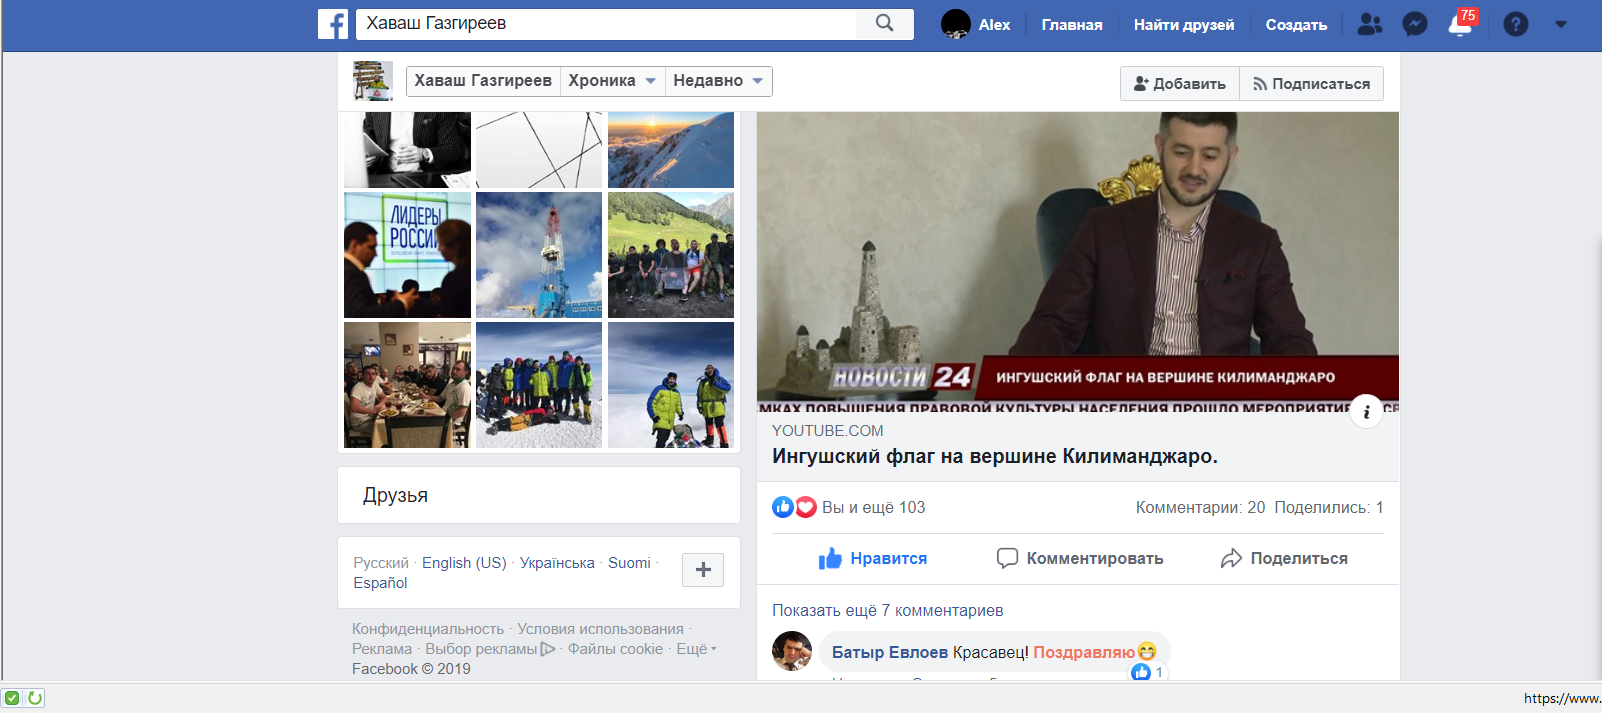 Хаваш Газгиреев
Alex
Главная
Найти друзей
Создать
75
Хаваш Газгиреев
Хроника
Недавно
Добавить
Подписаться
ЛИДЕРЫ
РОССИИ
НОВОСТИ 24
ИНГУШСКИЙ ФЛАГ НА ВЕРШИНЕ КИЛИМАНДЖАРО
МКАХ ПОВЫШЕНИЯ ПРАВОВОЙ КУЛЬТУРЫ НАСЕЛЕНИЯ ПРОШЛО МЕРОПРИЯТИЕ
YOUTUBE.COM
Ингушский флаг на вершине Килиманджаро.
Вы и ещё 103
Комментарии: 20 Поделились: 1
Нравится
Комментировать
Поделиться
Показать ещё 7 комментариев
Батыр Евлоев Красавец! Поздравляю😁
1
Друзья
Русский · English (US) · Українська · Suomi ·
Español
Конфиденциальность · Условия использования ·
Реклама · Выбор рекламы · Файлы cookie · Ещё
Facebook © 2019
https://www.